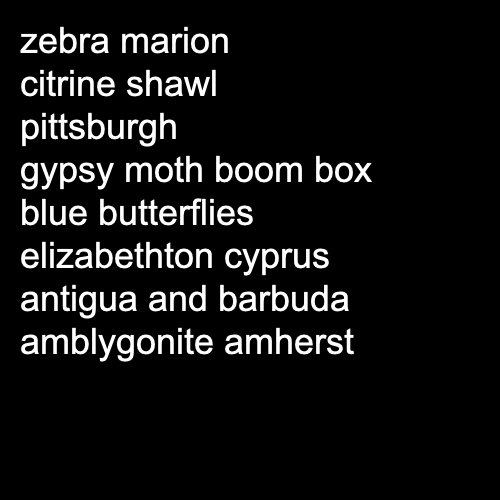 zebra marion
citrine shawl
pittsburgh
gypsy moth boom box
blue butterflies
elizabethton cyprus
antigua and barbuda
amblygonite amherst